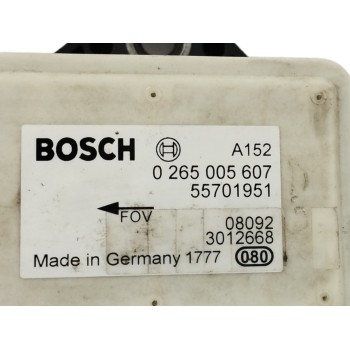 BOSCH A152
0 265 005 607
55701951
FOV
08092
3012668
Made in Germany 1777 080